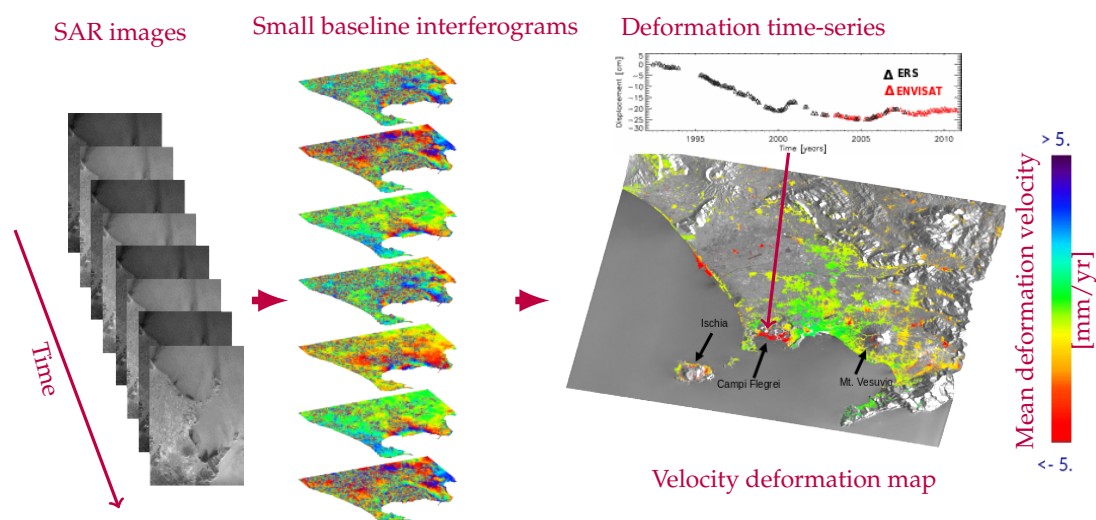 SAR images
Small baseline interferograms
Deformation time-series
Displacement [cm]
5
0
-5
-10
-15
-20
-25
-30
Δ ERS
Δ ENVISAT
1995
2000
2005
2010
Time [years]
Time
Ischia
Campi Flegrei
Mt. Vesuvio
Velocity deformation map
> 5.
Mean deformation velocity
[mm/yr]
<- 5.